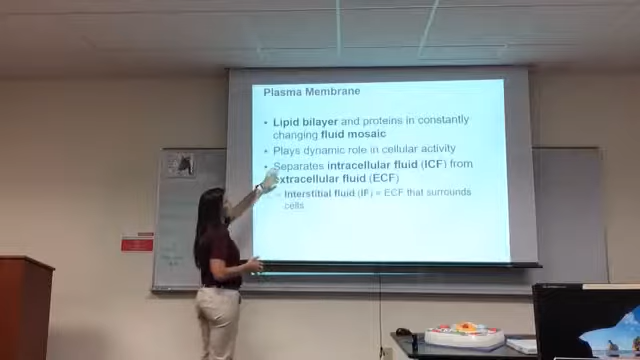 Plasma Membrane
• Lipid bilayer and proteins in constantly
changing fluid mosaic
• Plays dynamic role in cellular activity
• Separates intracellular fluid (ICF) from
extracellular fluid (ECF)
– Interstitial fluid (IF) = ECF that surrounds
cells